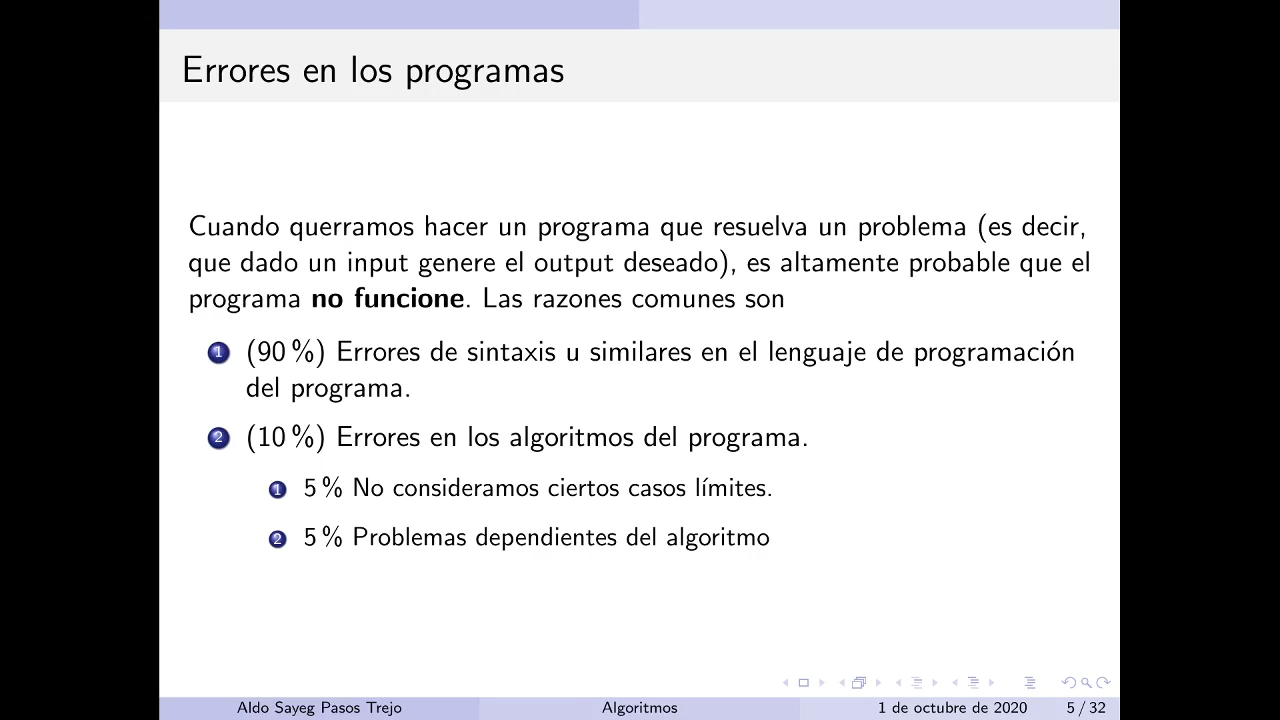 Errores en los programas
Cuando querramos hacer un programa que resuelva un problema (es decir,
que dado un input genere el output deseado), es altamente probable que el
programa no funcione. Las razones comunes son
1 (90 %) Errores de sintaxis u similares en el lenguaje de programación
del programa.
2 (10 %) Errores en los algoritmos del programa.
1 5 % No consideramos ciertos casos límites.
2 5 % Problemas dependientes del algoritmo
Aldo Sayeg Pasos Trejo Algoritmos 1 de octubre de 2020 5 / 32